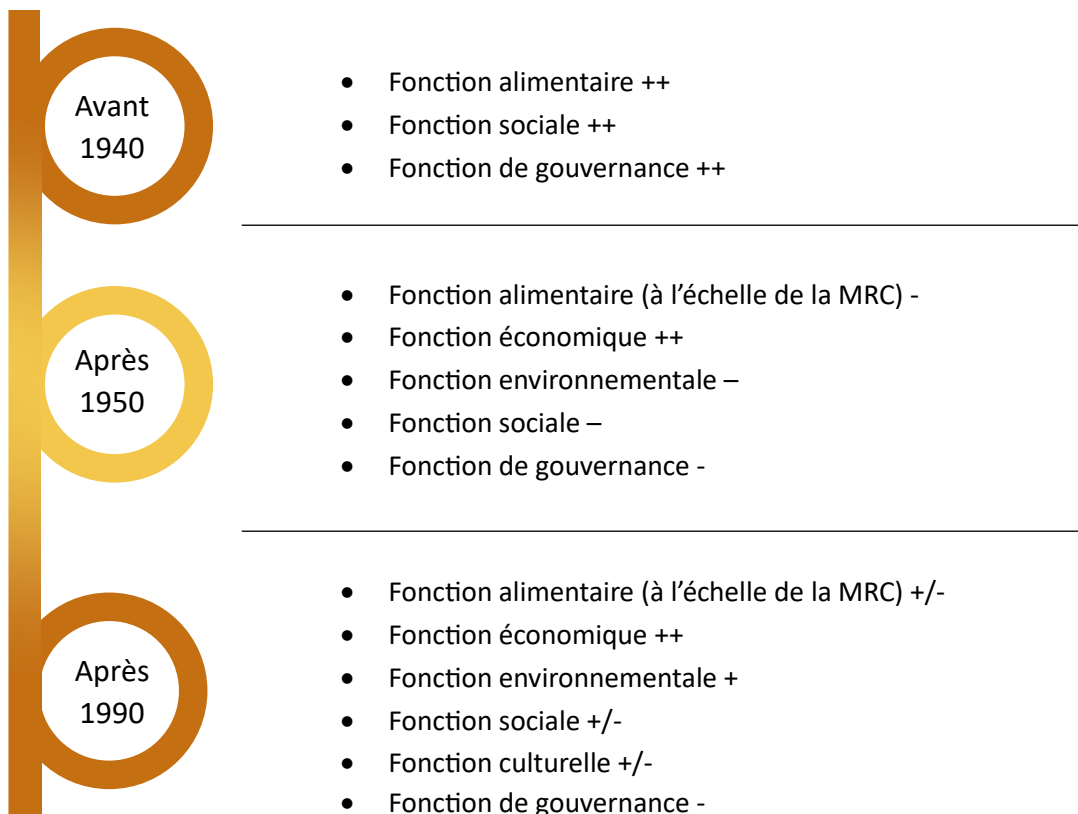 Avant
1940
• Fonction alimentaire ++
• Fonction sociale ++
• Fonction de gouvernance ++
Après
1950
• Fonction alimentaire (à l’échelle de la MRC) -
• Fonction économique ++
• Fonction environnementale –
• Fonction sociale –
• Fonction de gouvernance -
Après
1990
• Fonction alimentaire (à l’échelle de la MRC) +/-
• Fonction économique ++
• Fonction environnementale +
• Fonction sociale +/-
• Fonction culturelle +/-
• Fonction de gouvernance -